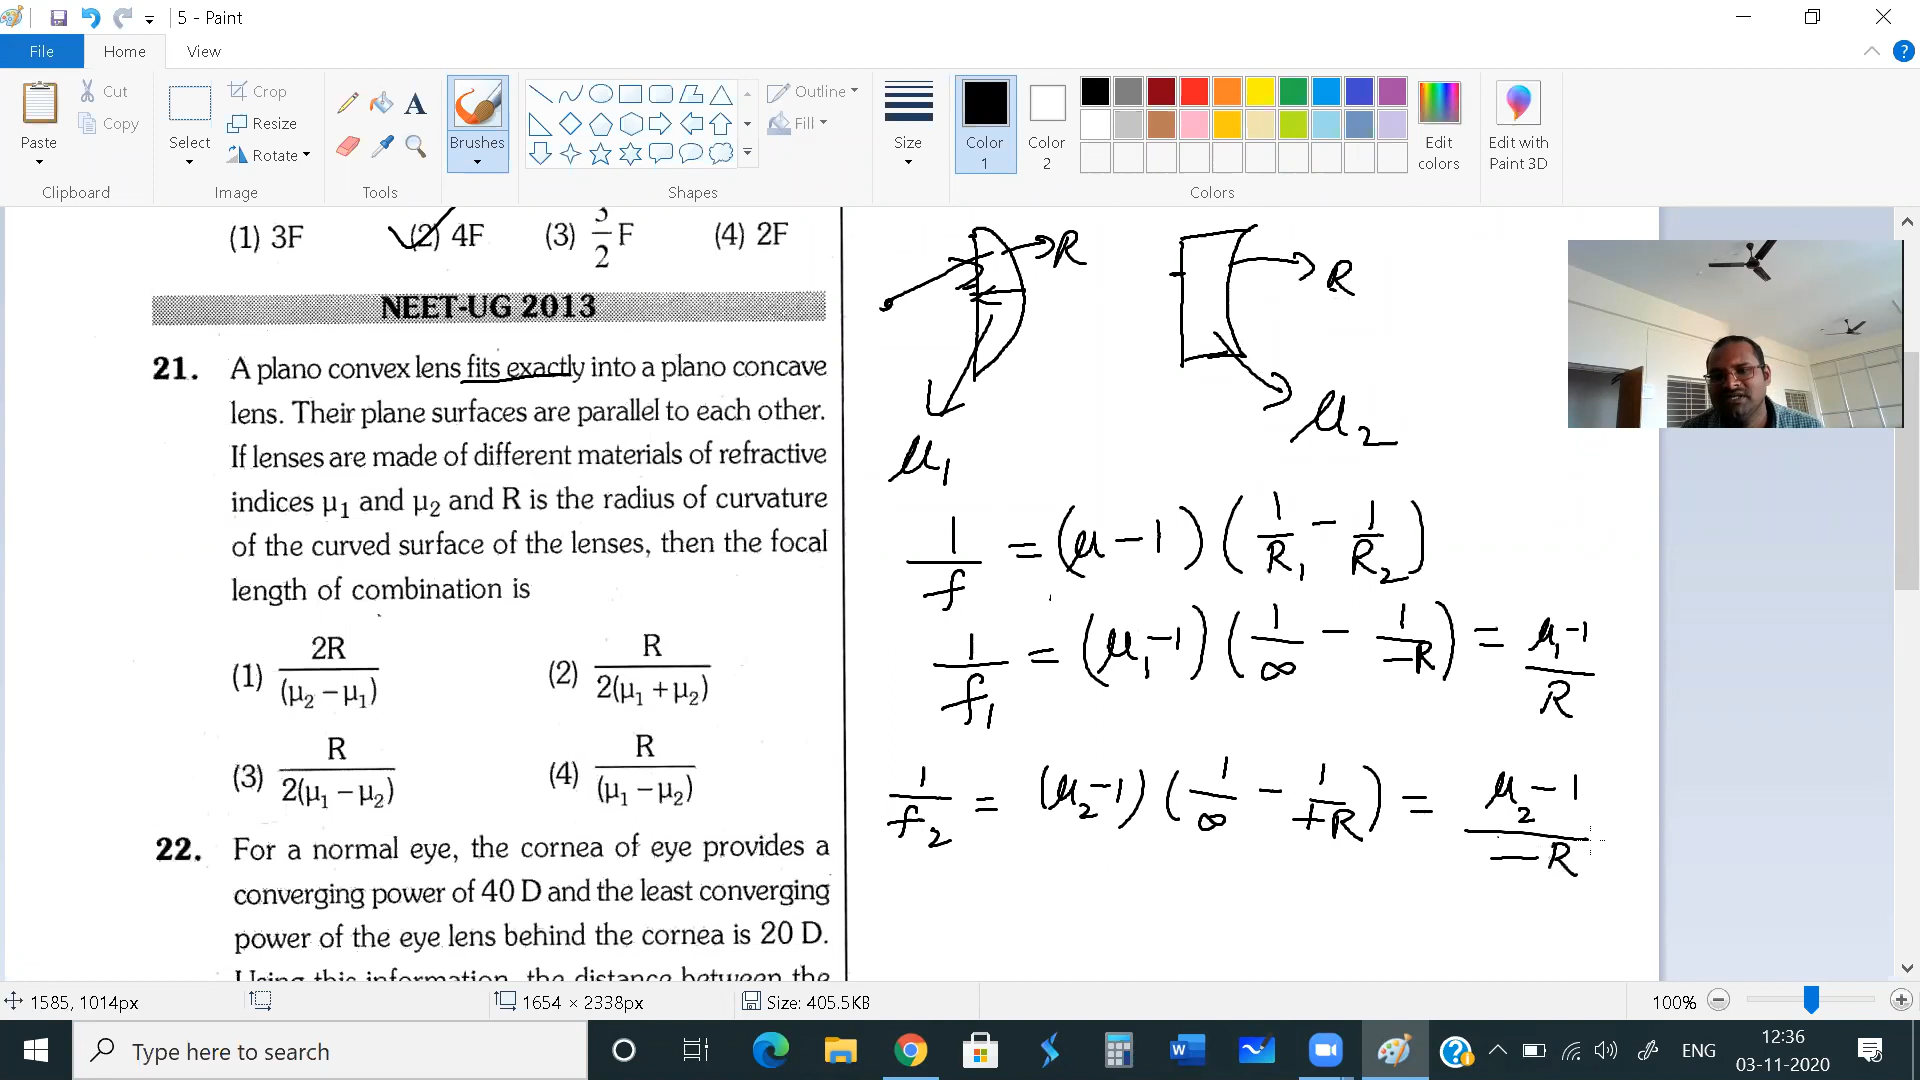 5 - Paint
File Home View
Paste
Cut
Copy
Clipboard
Select
Crop
Resize
Rotate
Image
Tools
Brushes
Shapes
Outline
Fill
Size
Color 1
Color 2
Colors
Edit colors
Edit with Paint 3D
(1) 3F (2) 4F (3) 3/2 F (4) 2F
NEET-UG 2013
21. A plano convex lens fits exactly into a plano concave
lens. Their plane surfaces are parallel to each other.
If lenses are made of different materials of refractive
indices μ₁ and μ₂ and R is the radius of curvature
of the curved surface of the lenses, then the focal
length of combination is
(1) 2R/(μ₂ – μ₁) (2) R/2(μ₁ + μ₂)
(3) R/2(μ₁ – μ₂) (4) R/(μ₁ – μ₂)
22. For a normal eye, the cornea of eye provides a
converging power of 40 D and the least converging
power of the eye lens behind the cornea is 20 D.
Using this information, the distance between the
R R
μ₁ μ₂
1/f = (μ – 1) (1/R₁ – 1/R₂)
1/f₁ = (μ₁ – 1) (1/∞ – 1/–R) = μ₁ – 1/R
1/f₂ = (μ₂ – 1) (1/∞ – 1/+R) = μ₂ – 1/–R
1585, 1014px 1654 × 2338px Size: 405.5KB 100%
Type here to search
ENG
12:36
03-11-2020